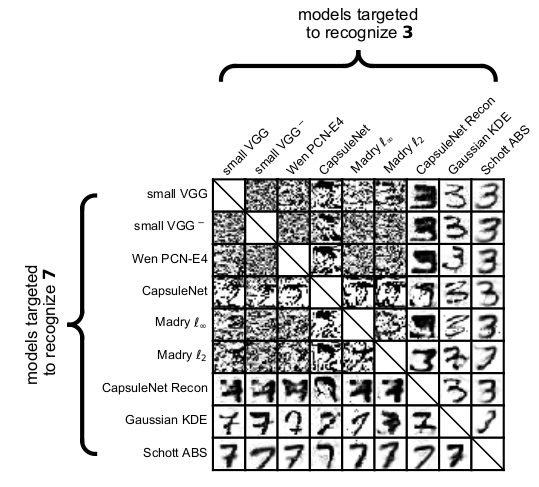 models targeted
to recognize 3
small VGG
small VGG⁻
Wen PCN-E4
CapsuleNet
Madry ℓ∞
Madry ℓ₂
CapsuleNet Recon
Gaussian KDE
Schott ABS
models targeted
to recognize 7
small VGG
small VGG⁻
Wen PCN-E4
CapsuleNet
Madry ℓ∞
Madry ℓ₂
CapsuleNet Recon
Gaussian KDE
Schott ABS